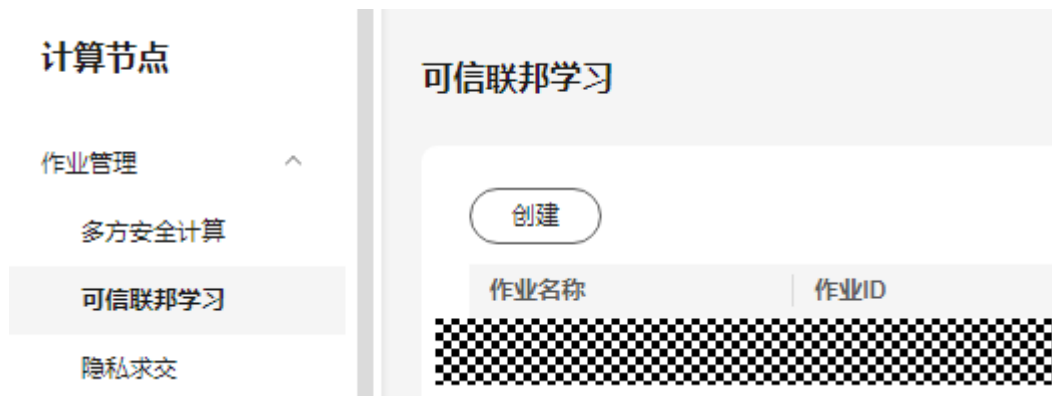 计算节点
作业管理
多方安全计算
可信联邦学习
隐私求交
可信联邦学习
创建
作业名称
作业ID